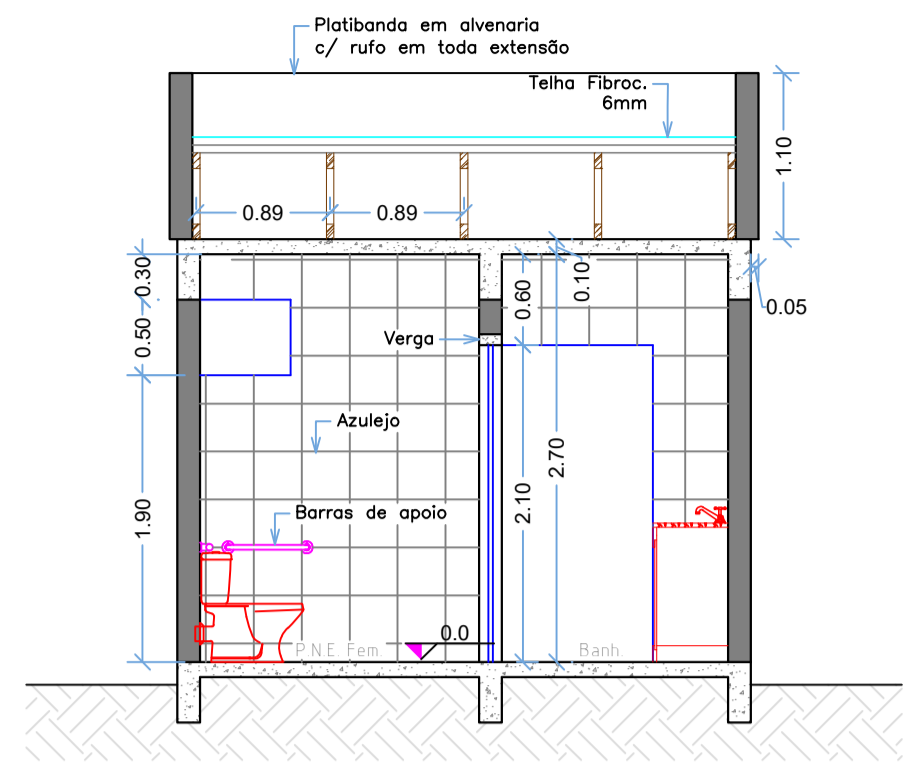 Platibanda em alvenaria
c/ rufo em toda extensão
Telha Fibroc.
6mm
1.10
0.89
0.89
0.30
0.10
0.60
0.05
0.50
Verga
Azulejo
2.70
2.10
1.90
Barras de apoio
0.0
P.N.E. Fem.
Banh.